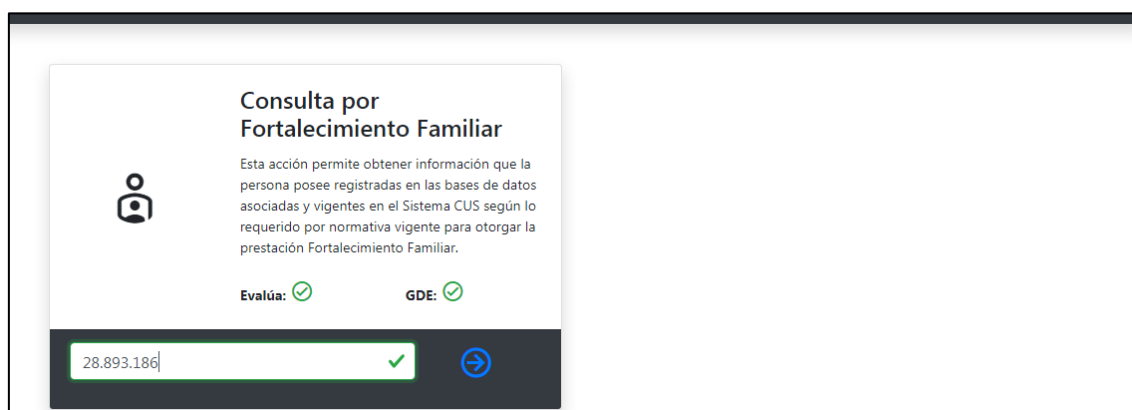 Consulta por
Fortalecimiento Familiar
Esta acción permite obtener información que la
persona posee registradas en las bases de datos
asociadas y vigentes en el Sistema CUS según lo
requerido por normativa vigente para otorgar la
prestación Fortalecimiento Familiar.
Evalúa: GDE:
28.893.186